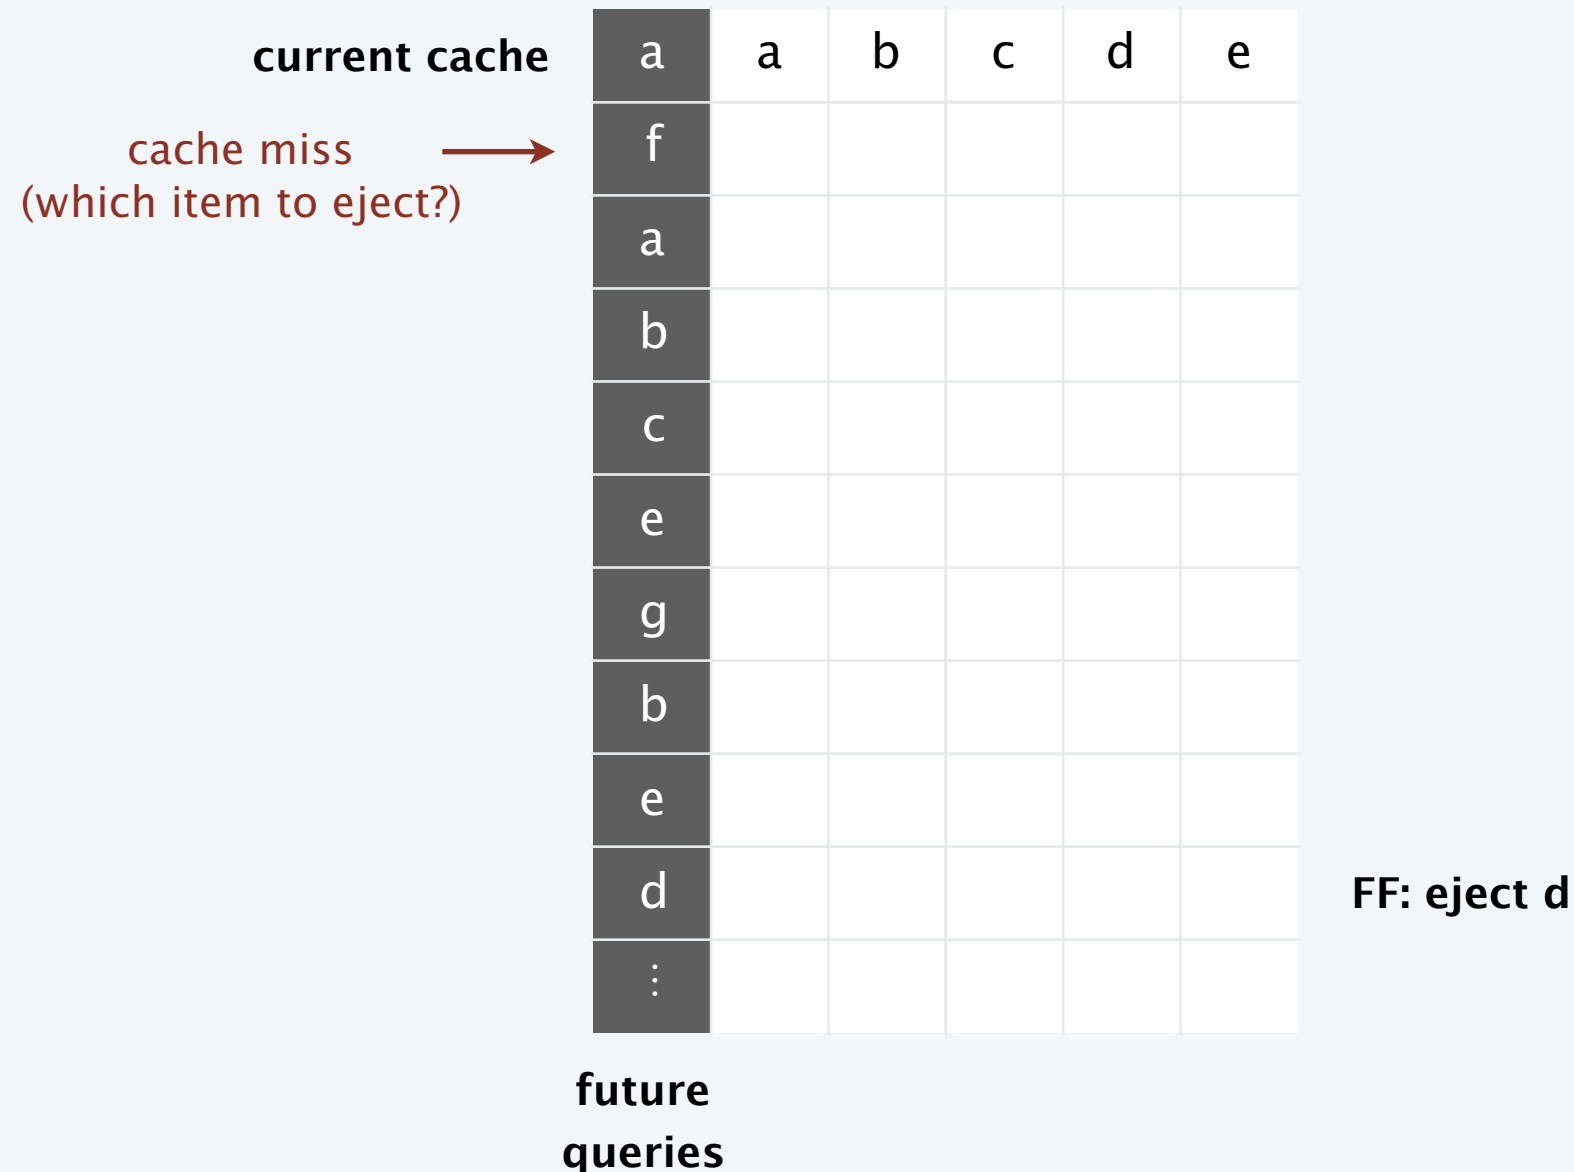 current cache a a b c d e
cache miss f
(which item to eject?)
a
b
c
e
g
b
e
d FF: eject d
⋮
future
queries